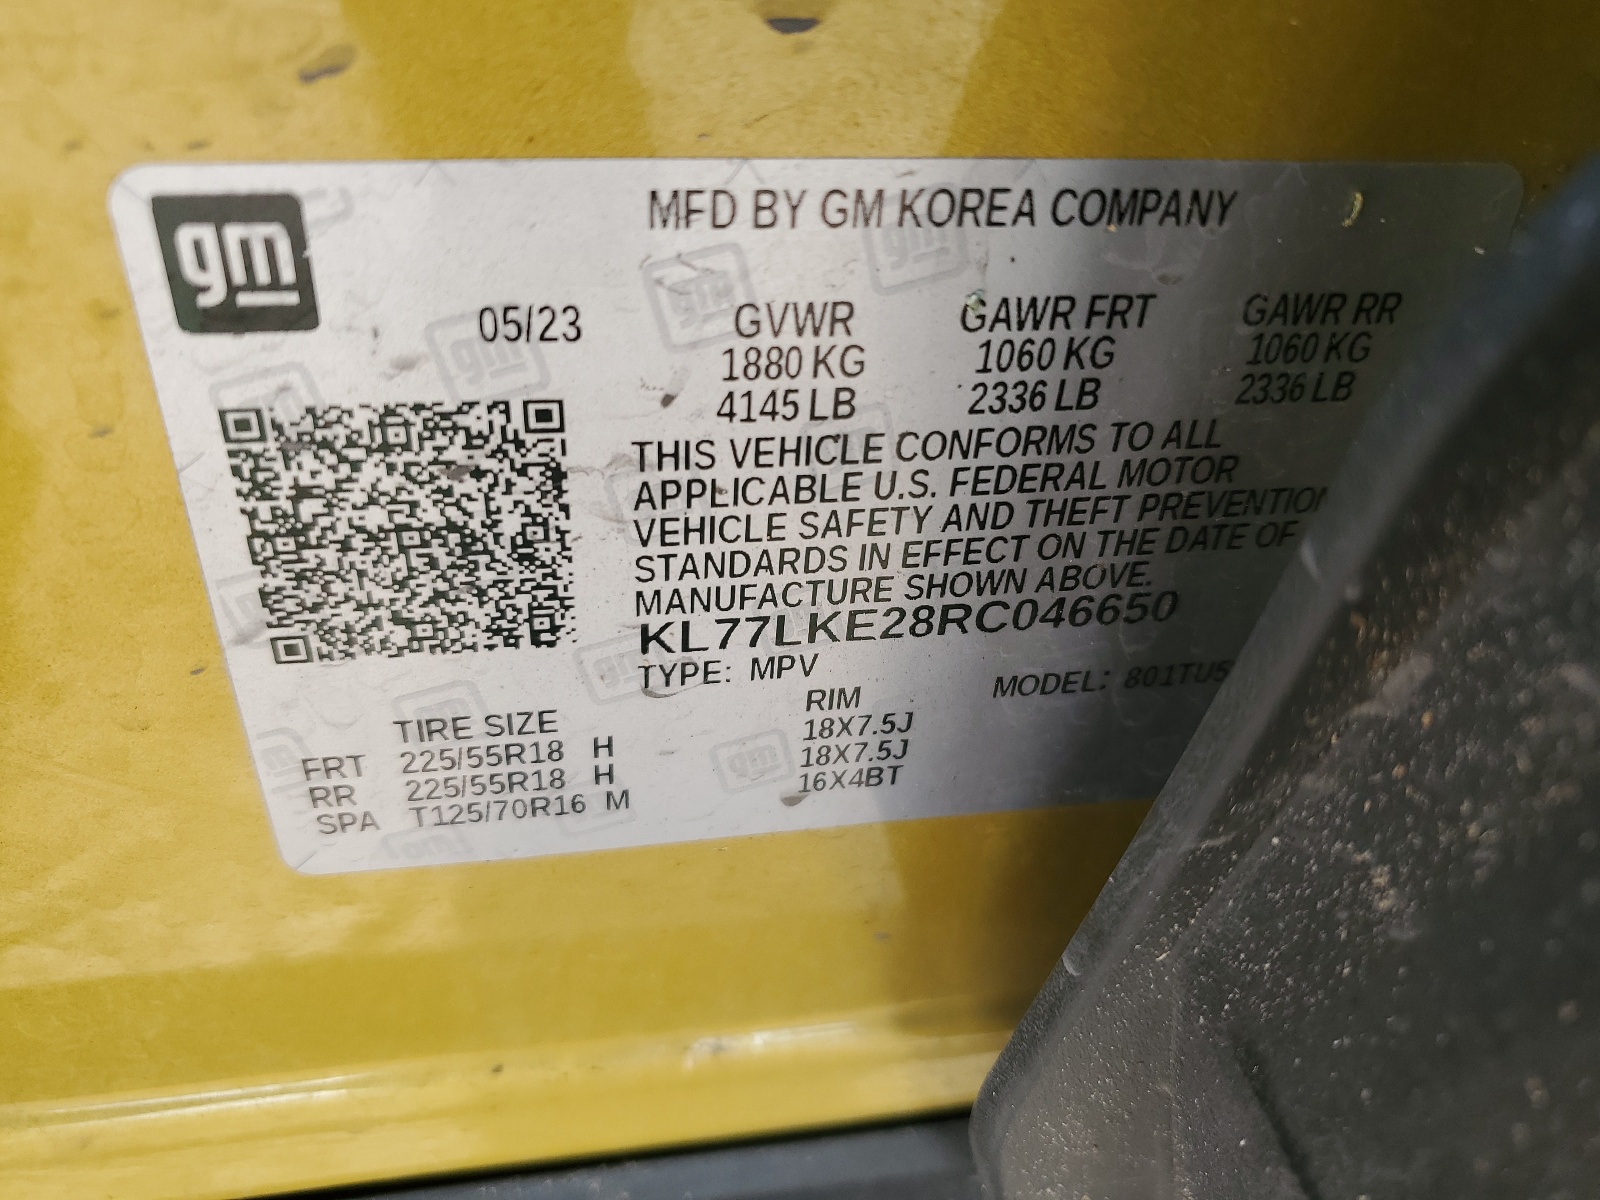 gm
MFD BY GM KOREA COMPANY
05/23
GVWR GAWR FRT GAWR RR
1880 KG 1060 KG 1060 KG
4145 LB 2336 LB 2336 LB
THIS VEHICLE CONFORMS TO ALL
APPLICABLE U.S. FEDERAL MOTOR
VEHICLE SAFETY AND THEFT PREVENTION
STANDARDS IN EFFECT ON THE DATE OF
MANUFACTURE SHOWN ABOVE.
KL77LKE28RC046650
TYPE: MPV MODEL: 801TU5
TIRE SIZE RIM
FRT 225/55R18 H 18X7.5J
RR 225/55R18 H 18X7.5J
SPA T125/70R16 M 16X4BT